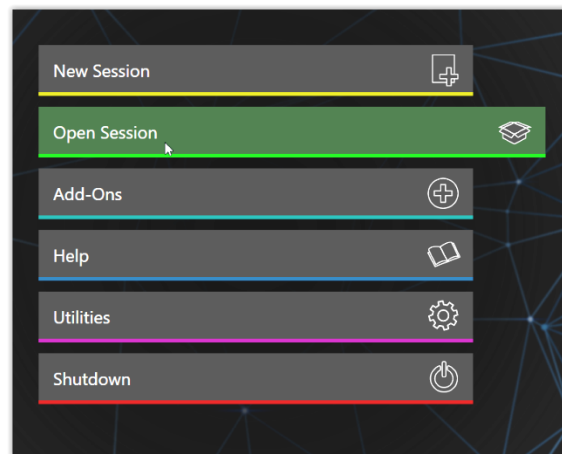 New Session
Open Session
Add-Ons
Help
Utilities
Shutdown